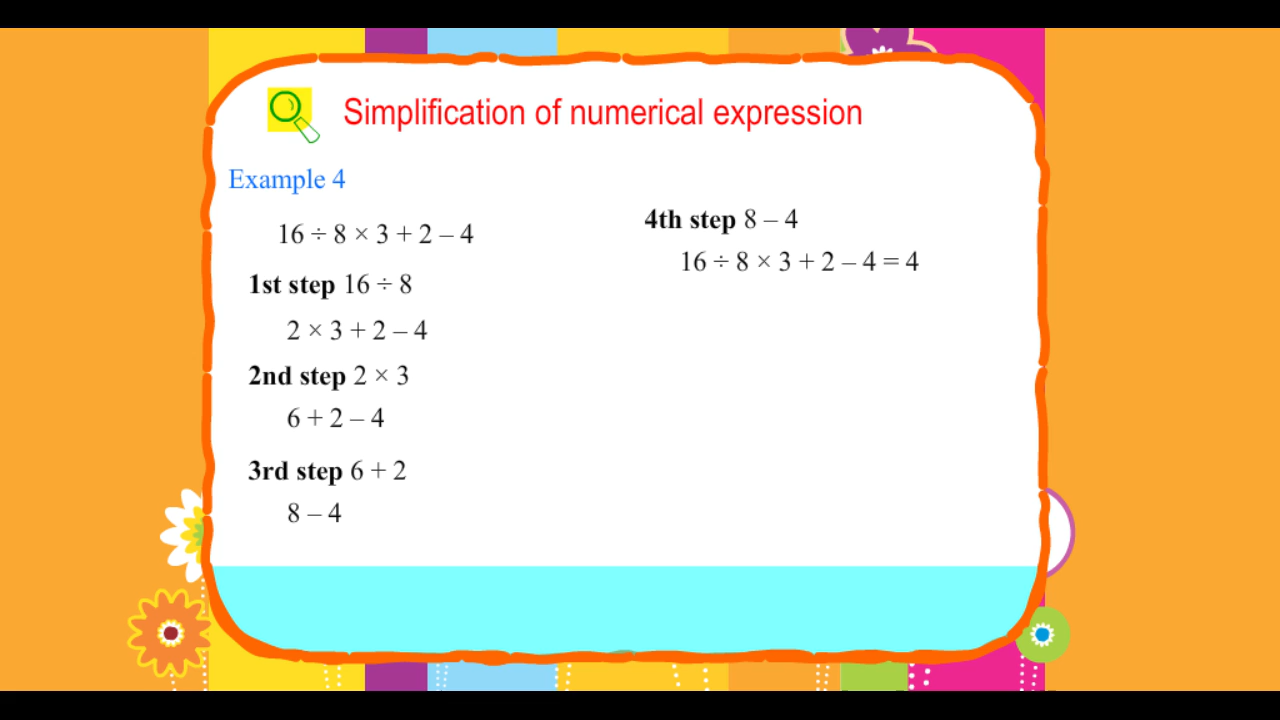 Simplification of numerical expression
Example 4
16 ÷ 8 × 3 + 2 – 4
1st step 16 ÷ 8
2 × 3 + 2 – 4
2nd step 2 × 3
6 + 2 – 4
3rd step 6 + 2
8 – 4
4th step 8 – 4
16 ÷ 8 × 3 + 2 – 4 = 4